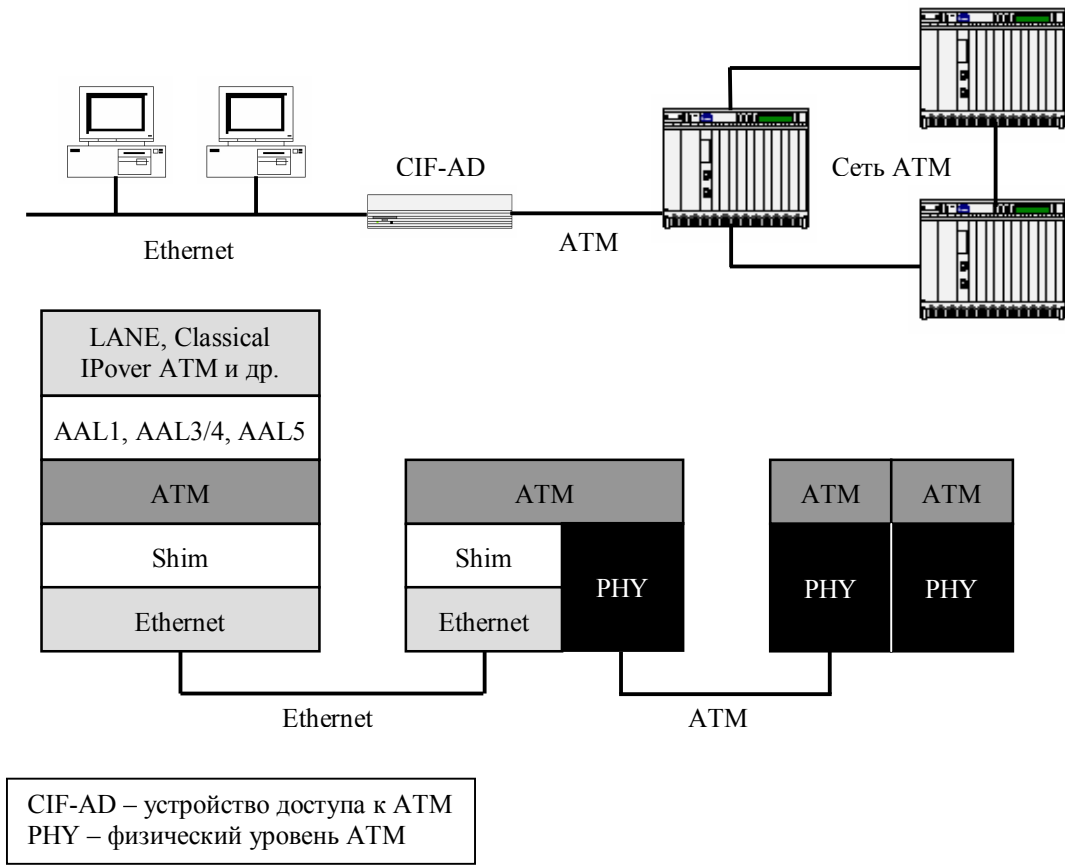 CIF-AD
Сеть ATM
Ethernet
ATM
LANE, Classical
IPover ATM и др.
AAL1, AAL3/4, AAL5
ATM
Shim
Ethernet
ATM
Shim
Ethernet
PHY
ATM
ATM
PHY
PHY
Ethernet
ATM
CIF-AD – устройство доступа к ATM
PHY – физический уровень ATM